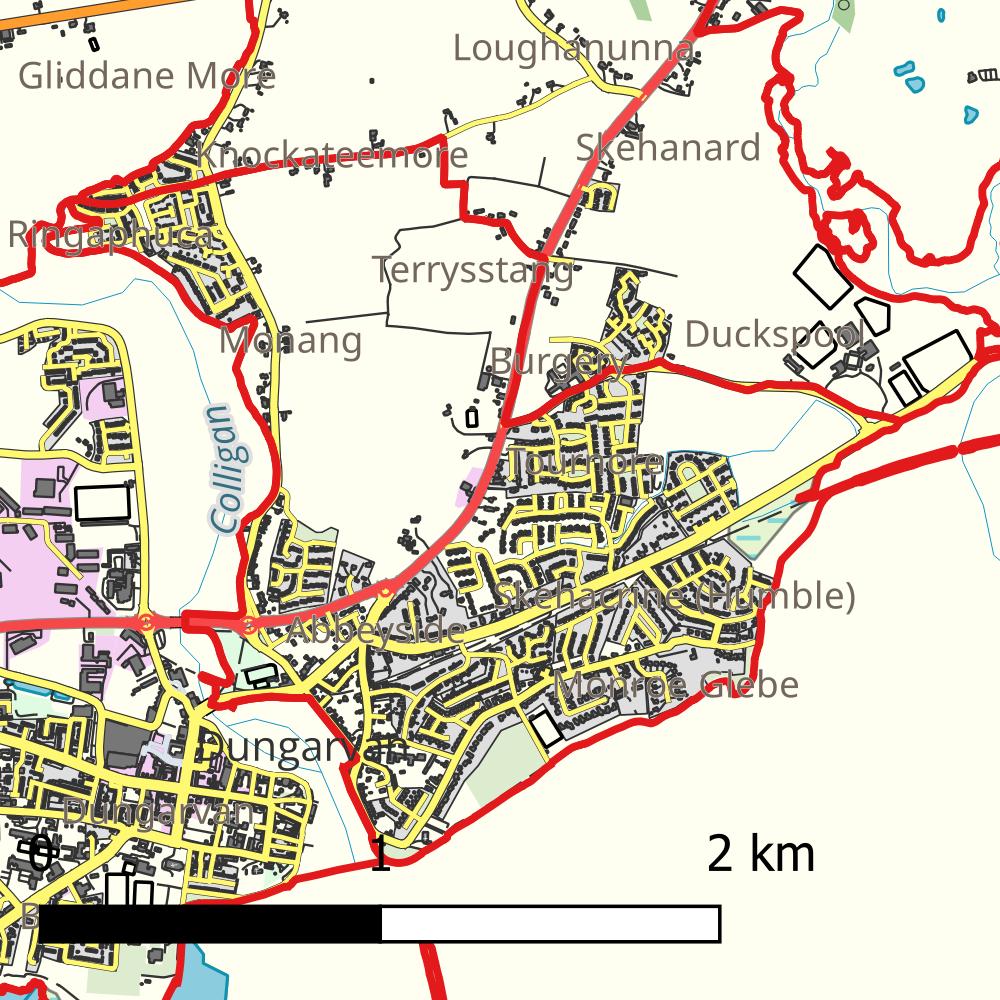 Loughanunna
Gliddane More
Skehanard
Knockateemore
Ringaphuca
Terrysstang
Duckspool
Monang
Burgery
Colligan
Tournore
Skehacrine (Humble)
Abbeyside
Monroe Glebe
Dungarvan
Dungarvan
0
1
2 km